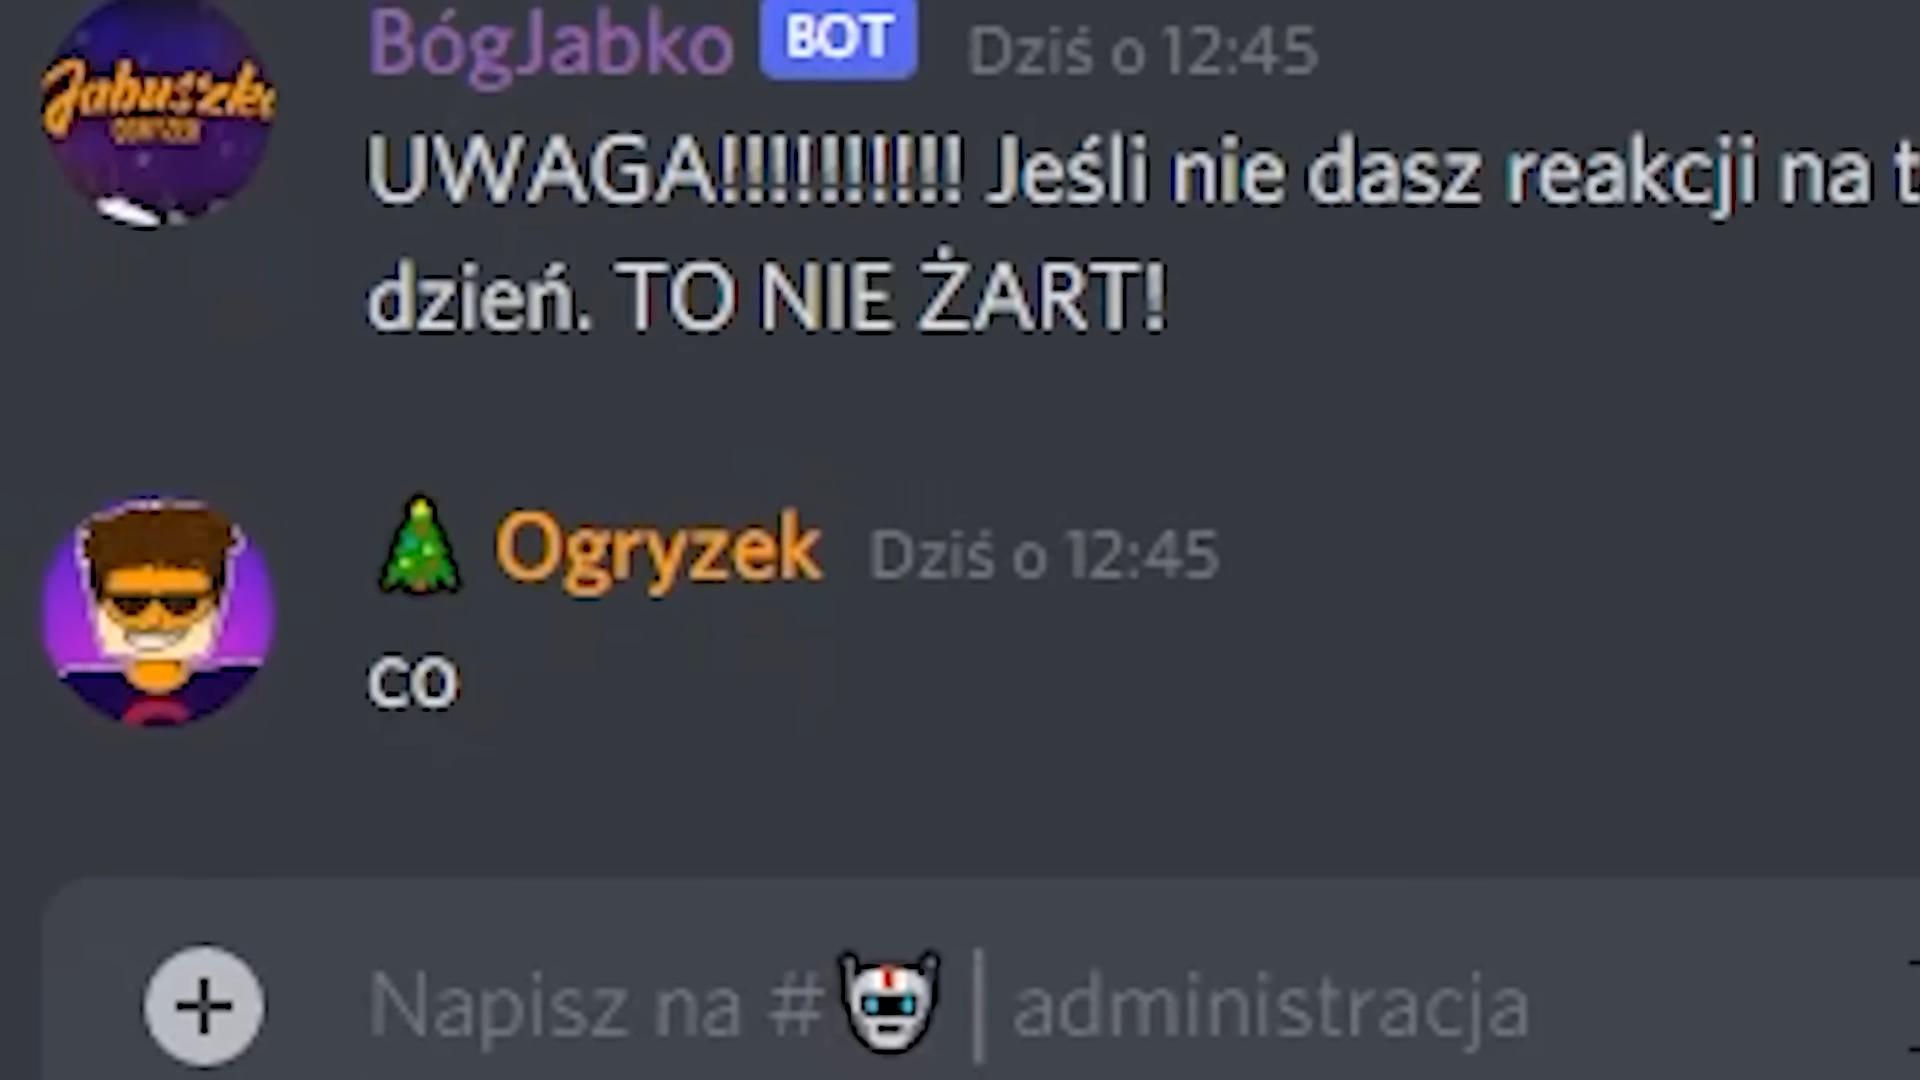 BógJabko BOT Dziś o 12:45
Jabuszko
UWAGA!!!!!!!!!! Jeśli nie dasz reakcji na
dzień. TO NIE ŻART!
Ogryzek Dziś o 12:45
co
Napisz na # | administracja